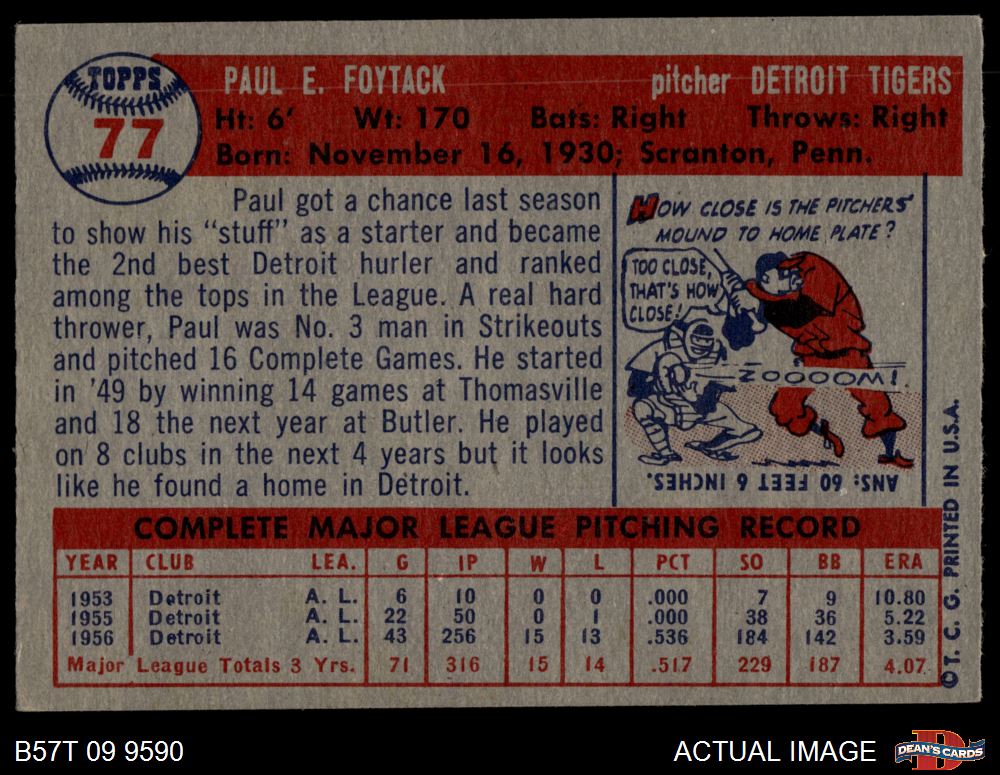 TOPPS
77
PAUL E. FOYTACK pitcher DETROIT TIGERS
Ht: 6' Wt: 170 Bats: Right Throws: Right
Born: November 16, 1930; Scranton, Penn.
Paul got a chance last season
to show his "stuff" as a starter and became
the 2nd best Detroit hurler and ranked
among the tops in the League. A real hard
thrower, Paul was No. 3 man in Strikeouts
and pitched 16 Complete Games. He started
in '49 by winning 14 games at Thomasville
and 18 the next year at Butler. He played
on 8 clubs in the next 4 years but it looks
like he found a home in Detroit.
HOW CLOSE IS THE PITCHERS'
MOUND TO HOME PLATE?
TOO CLOSE,
THAT'S HOW
CLOSE!
ZOOOOM!
ANS: 60 FEET 6 INCHES.
COMPLETE MAJOR LEAGUE PITCHING RECORD
YEAR CLUB LEA. G IP W L PCT SO BB ERA
1953 Detroit A. L. 6 10 0 0 .000 7 9 10.80
1955 Detroit A. L. 22 50 0 1 .000 38 36 5.22
1956 Detroit A. L. 43 256 15 13 .536 184 142 3.59
Major League Totals 3 Yrs. 71 316 15 14 .517 229 187 4.07
©T. C. G. PRINTED IN U.S.A.
B57T 09 9590 ACTUAL IMAGE
D
DEAN'S CARDS